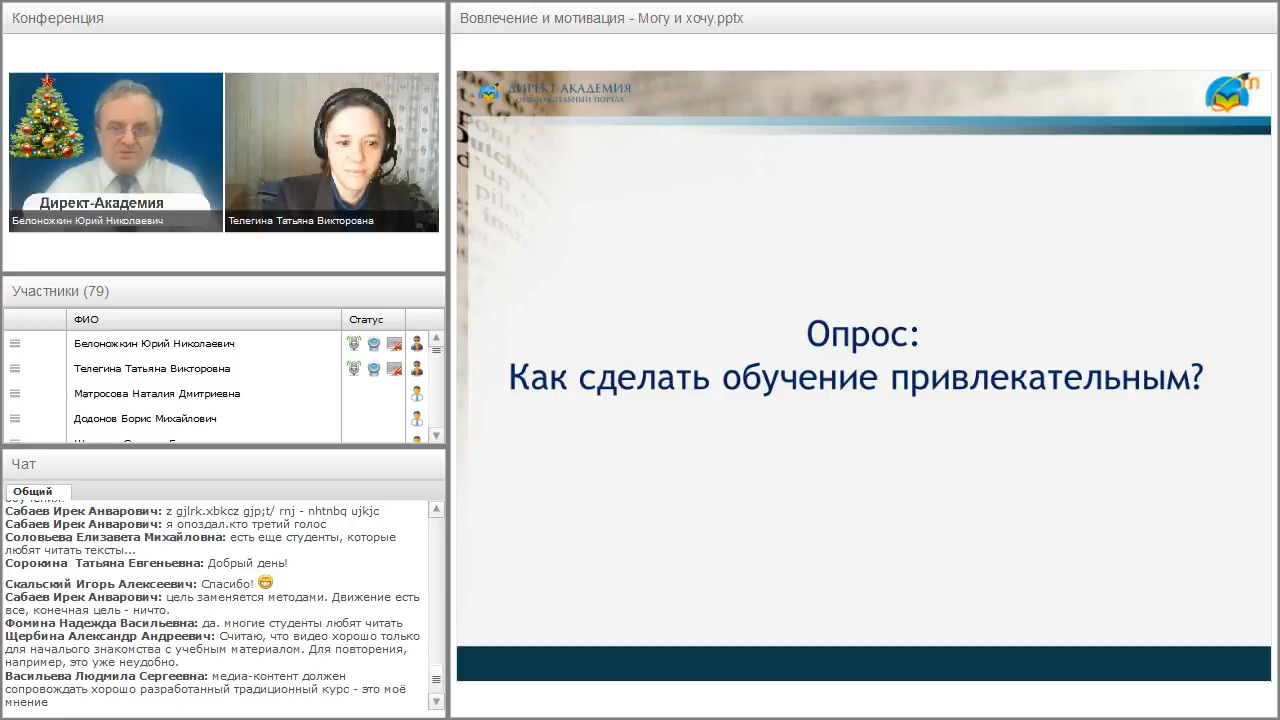 Конференция
Директ-Академия
Белоножкин Юрий Николаевич
Телегина Татьяна Викторовна
Участники (79)
ФИО
Статус
Белоножкин Юрий Николаевич
Телегина Татьяна Викторовна
Матросова Наталия Дмитриевна
Додонов Борис Михайлович
Чат
Общий
Сабаев Ирек Анварович: z gjlrk.xbkcz gjp;t/ rnj - nhtnbq ujkjc
Сабаев Ирек Анварович: я опоздал.кто третий голос
Соловьева Елизавета Михайловна: есть еще студенты, которые
любят читать тексты...
Сорокина Татьяна Евгеньевна: Добрый день!
Скальский Игорь Алексеевич: Спасибо!
Сабаев Ирек Анварович: цель заменяется методами. Движение есть
все, конечная цель - ничто.
Фомина Надежда Васильевна: да. многие студенты любят читать
Щербина Александр Андреевич: Считаю, что видео хорошо только
для начального знакомства с учебным материалом. Для повторения,
например, это уже неудобно.
Васильева Людмила Сергеевна: медиа-контент должен
сопровождать хорошо разработанный традиционный курс - это моё
мнение
Вовлечение и мотивация - Могу и хочу.pptx
ДИРЕКТ-АКАДЕМИЯ
Опрос:
Как сделать обучение привлекательным?